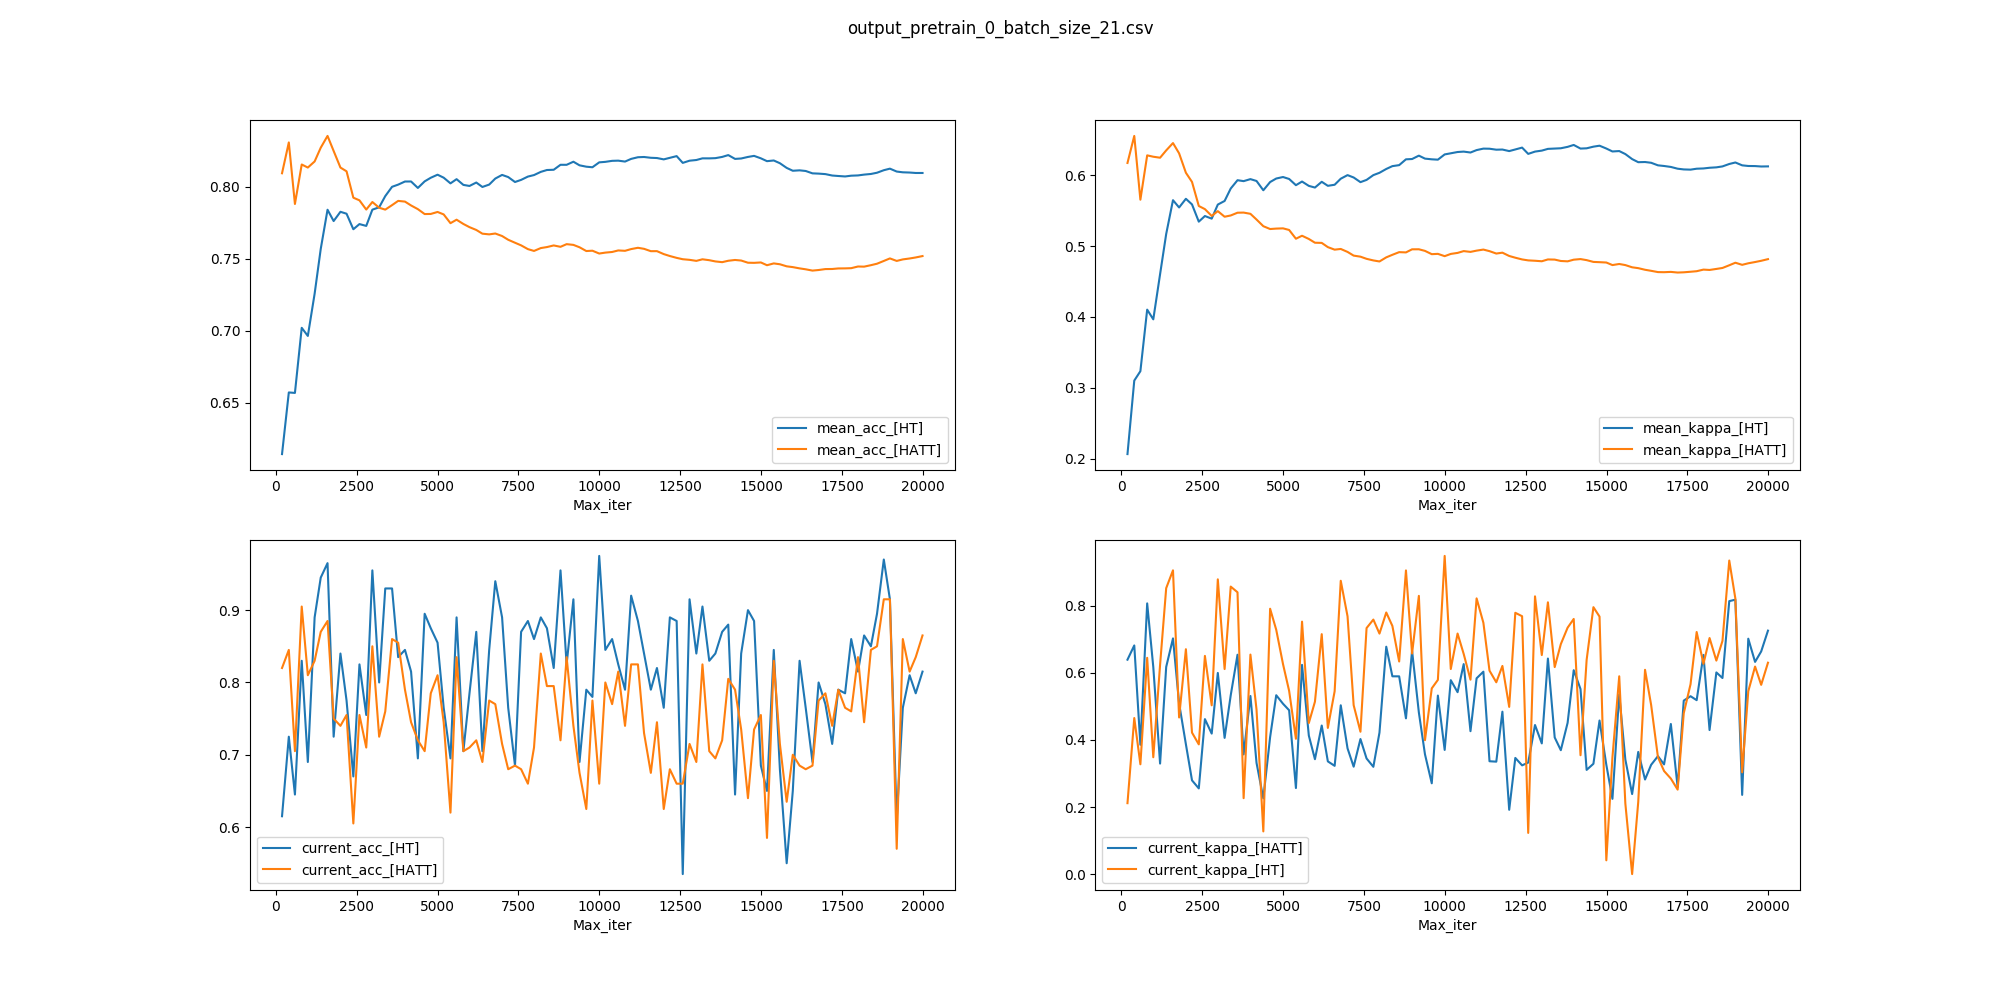 output_pretrain_0_batch_size_21.csv
0.80
0.75
0.70
0.65
mean_acc_[HT]
mean_acc_[HATT]
0 2500 5000 7500 10000 12500 15000 17500 20000
Max_iter
0.6
0.5
0.4
0.3
0.2
mean_kappa_[HT]
mean_kappa_[HATT]
0 2500 5000 7500 10000 12500 15000 17500 20000
Max_iter
0.9
0.8
0.7
0.6
current_acc_[HT]
current_acc_[HATT]
0 2500 5000 7500 10000 12500 15000 17500 20000
Max_iter
0.8
0.6
0.4
0.2
0.0
current_kappa_[HATT]
current_kappa_[HT]
0 2500 5000 7500 10000 12500 15000 17500 20000
Max_iter